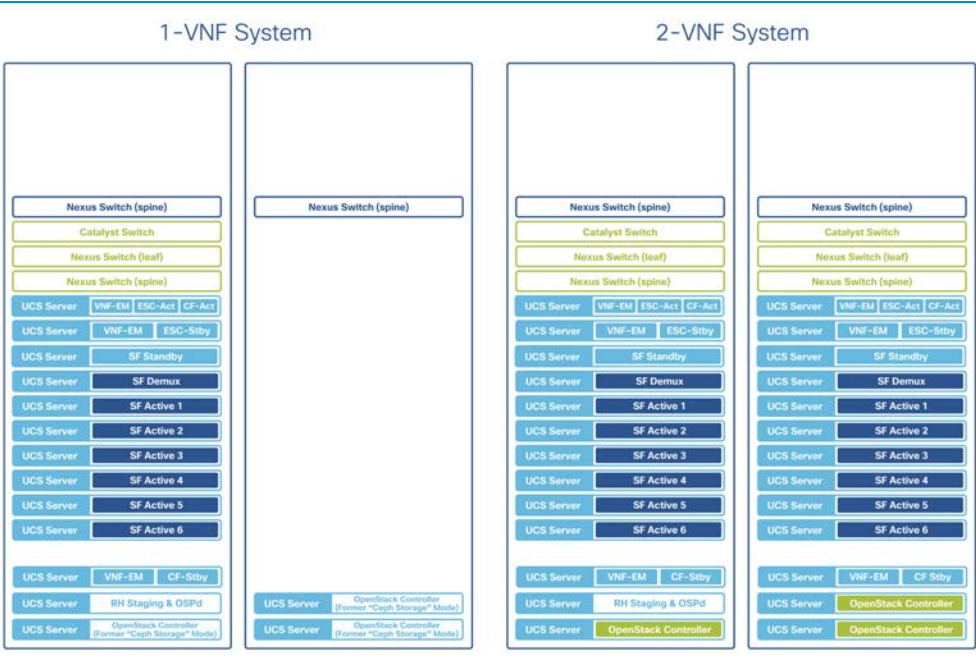 1-VNF System
Nexus Switch (spine)
Catalyst Switch
Nexus Switch (leaf)
Nexus Switch (spine)
UCS Server VNF-EM ESC-Act CF-Act
UCS Server VNF-EM ESC-Stby
UCS Server SF Standby
UCS Server SF Demux
UCS Server SF Active 1
UCS Server SF Active 2
UCS Server SF Active 3
UCS Server SF Active 4
UCS Server SF Active 5
UCS Server SF Active 6
UCS Server VNF-EM CF-Stby
UCS Server RH Staging & OSPd
UCS Server OpenStack Controller
(Former "Ceph Storage" Mode)
Nexus Switch (spine)
UCS Server OpenStack Controller
(Former "Ceph Storage" Mode)
UCS Server OpenStack Controller
(Former "Ceph Storage" Mode)
2-VNF System
Nexus Switch (spine)
Catalyst Switch
Nexus Switch (leaf)
Nexus Switch (spine)
UCS Server VNF-EM ESC-Act CF-Act
UCS Server VNF-EM ESC-Stby
UCS Server SF Standby
UCS Server SF Demux
UCS Server SF Active 1
UCS Server SF Active 2
UCS Server SF Active 3
UCS Server SF Active 4
UCS Server SF Active 5
UCS Server SF Active 6
UCS Server VNF-EM CF-Stby
UCS Server RH Staging & OSPd
UCS Server OpenStack Controller
Nexus Switch (spine)
Catalyst Switch
Nexus Switch (leaf)
Nexus Switch (spine)
UCS Server VNF-EM ESC-Act CF-Act
UCS Server VNF-EM ESC-Stby
UCS Server SF Standby
UCS Server SF Demux
UCS Server SF Active 1
UCS Server SF Active 2
UCS Server SF Active 3
UCS Server SF Active 4
UCS Server SF Active 5
UCS Server SF Active 6
UCS Server VNF-EM CF Stby
UCS Server OpenStack Controller
UCS Server OpenStack Controller